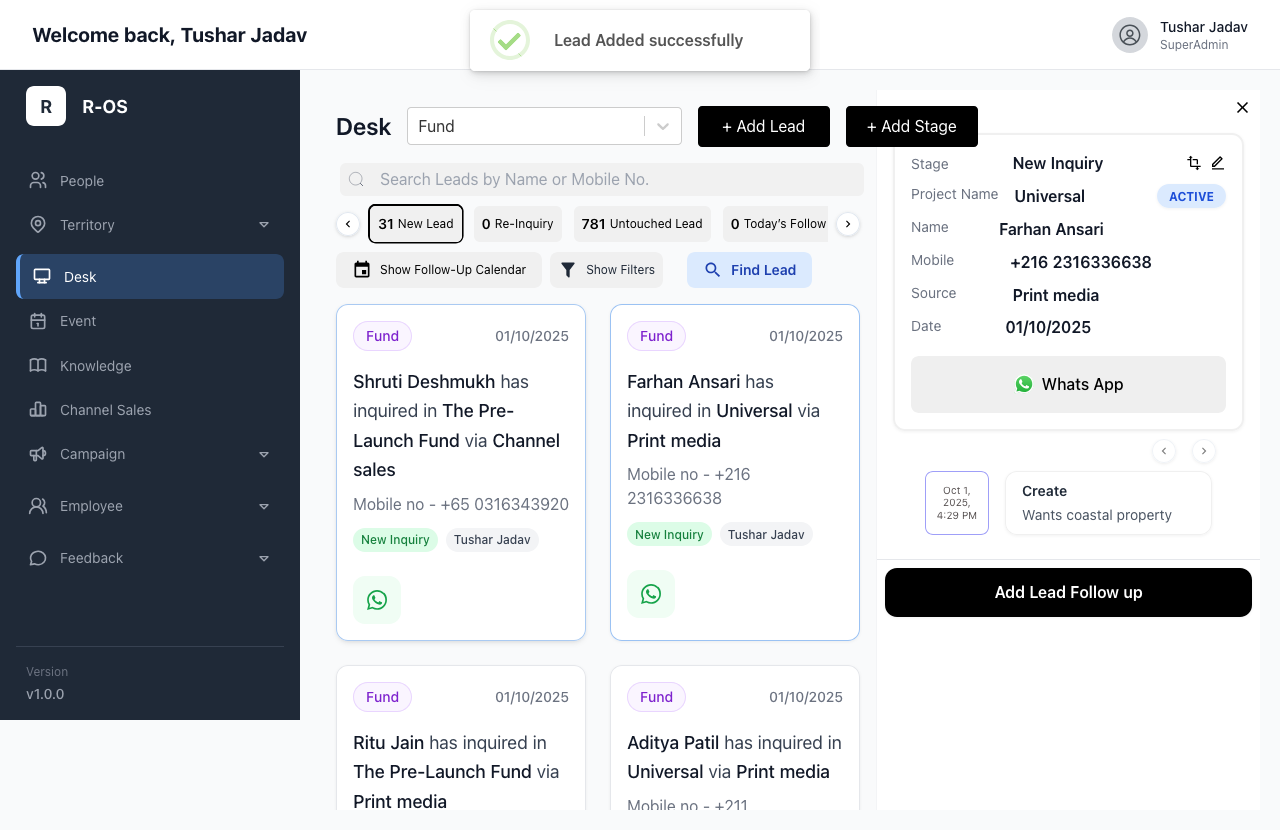 Welcome back, Tushar Jadav
Lead Added successfully
Tushar Jadav
SuperAdmin
R
R-OS
People
Territory
Desk
Event
Knowledge
Channel Sales
Campaign
Employee
Feedback
Version
v1.0.0
Desk
Fund
+ Add Lead
+ Add Stage
Search Leads by Name or Mobile No.
31 New Lead
0 Re-Inquiry
781 Untouched Lead
0 Today's Follow
Show Follow-Up Calendar
Show Filters
Find Lead
Fund
01/10/2025
Shruti Deshmukh has
inquired in The Pre-
Launch Fund via Channel
sales
Mobile no - +65 0316343920
New Inquiry
Tushar Jadav
Fund
01/10/2025
Farhan Ansari has
inquired in Universal via
Print media
Mobile no - +216
2316336638
New Inquiry
Tushar Jadav
Fund
01/10/2025
Ritu Jain has inquired in
The Pre-Launch Fund via
Print media
Fund
01/10/2025
Aditya Patil has inquired in
Universal via Print media
Mobile no - +211
Stage
New Inquiry
Project Name
Universal
ACTIVE
Name
Farhan Ansari
Mobile
+216 2316336638
Source
Print media
Date
01/10/2025
Whats App
Oct 1,
2025,
4:29 PM
Create
Wants coastal property
Add Lead Follow up